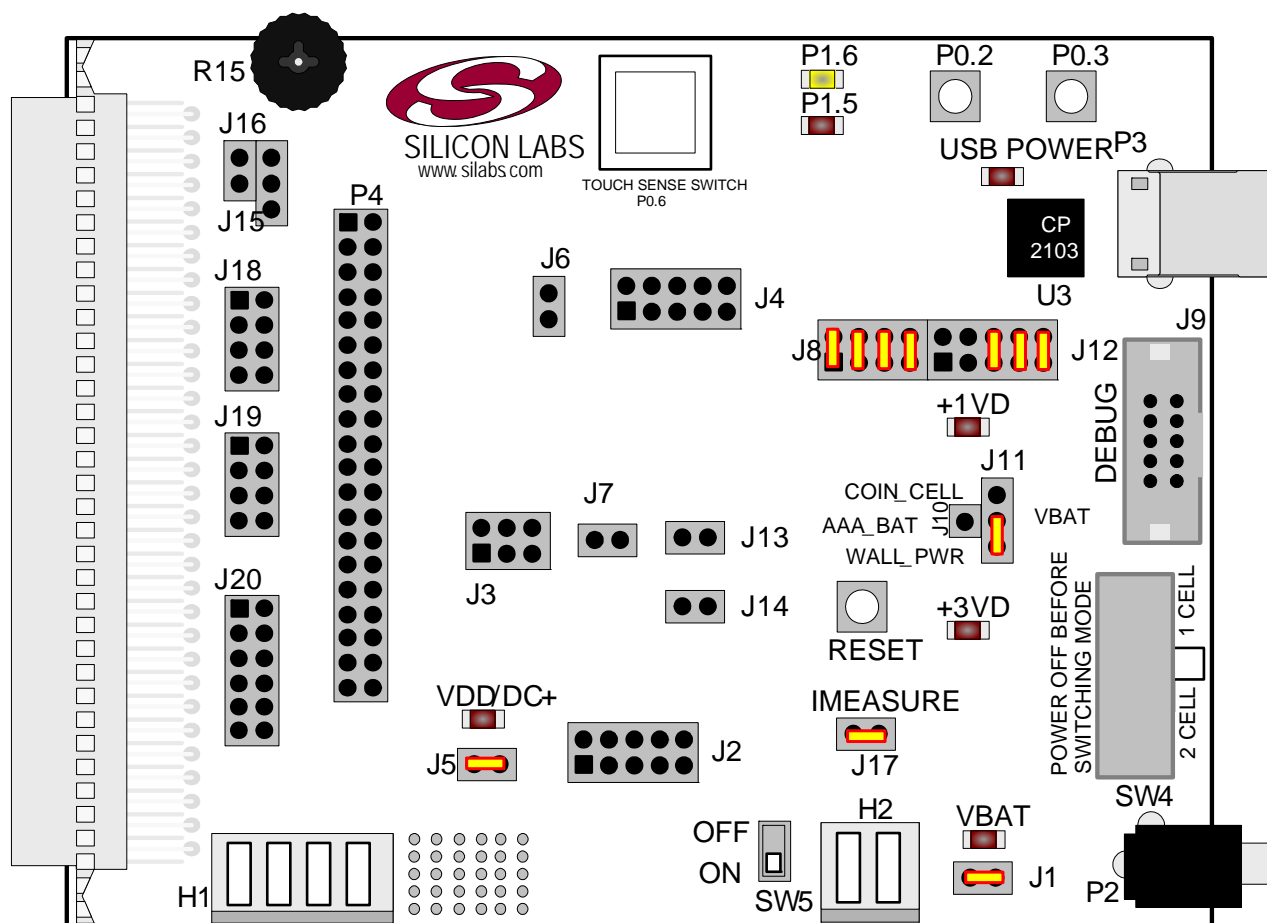 P1.6
P0.2
P0.3
R15
P1.5
J16
SILICON LABS
www.silabs.com
USB POWER
P3
TOUCH SENSE SWITCH
P0.6
P4
J15
CP
2103
J18
J6
J4
U3
J9
J8
J12
+1VD
DEBUG
J19
J11
COIN_CELL
J7
J10
AAA_BAT
VBAT
J13
WALL_PWR
J3
J20
J14
+3VD
RESET
POWER OFF BEFORE
SWITCHING MODE
1 CELL
2 CELL
VDD/DC+
IMEASURE
J5
J2
J17
SW4
H2
VBAT
OFF
ON
H1
SW5
J1
P2